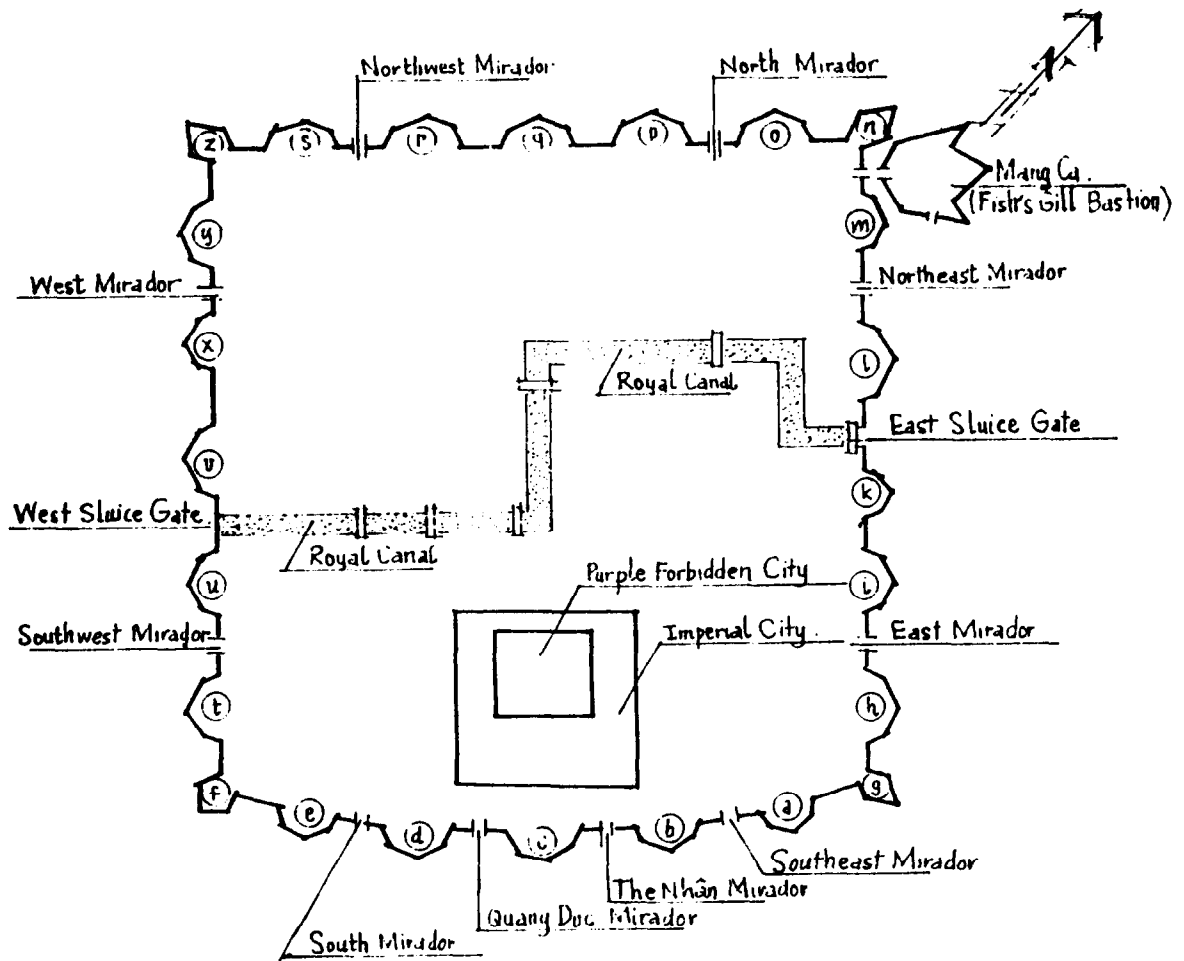 Northwest Mirador
North Mirador
z s r q p o n
Mang Ca
(Fish's Gill Bastion)
y
m
West Mirador
Northeast Mirador
x
l
Royal Canal
East Sluice Gate
v
k
West Sluice Gate
Royal Canal
Purple Forbidden City
u
i
Southwest Mirador
Imperial City
East Mirador
t
h
f
g
e
d
c
b
a
Southeast Mirador
The Nhân Mirador
Quang Duc Mirador
South Mirador